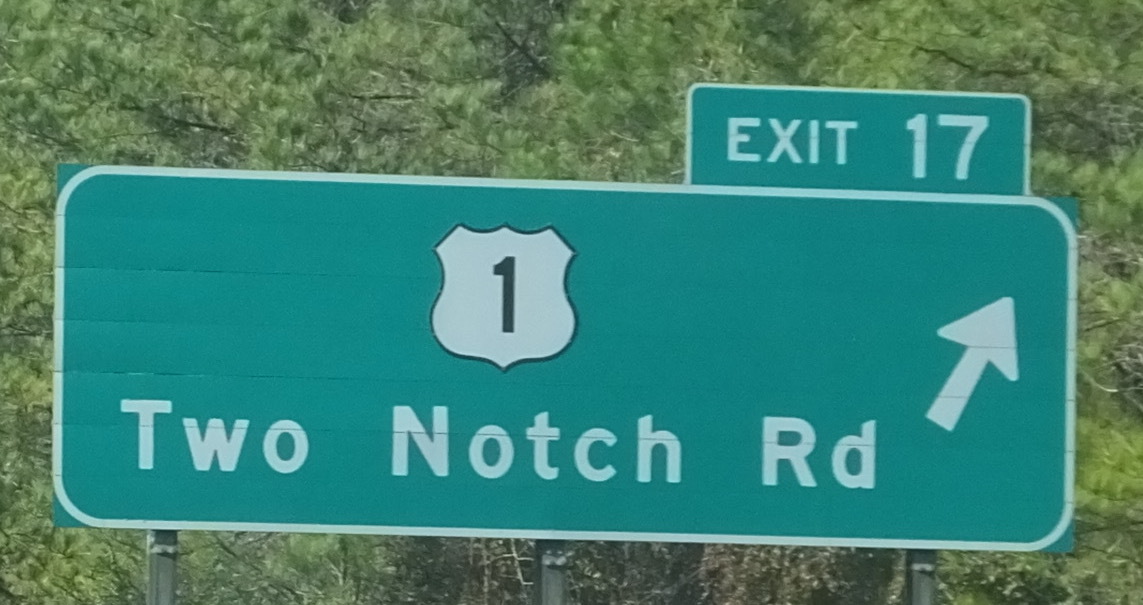 EXIT 17
1
Two Notch Rd